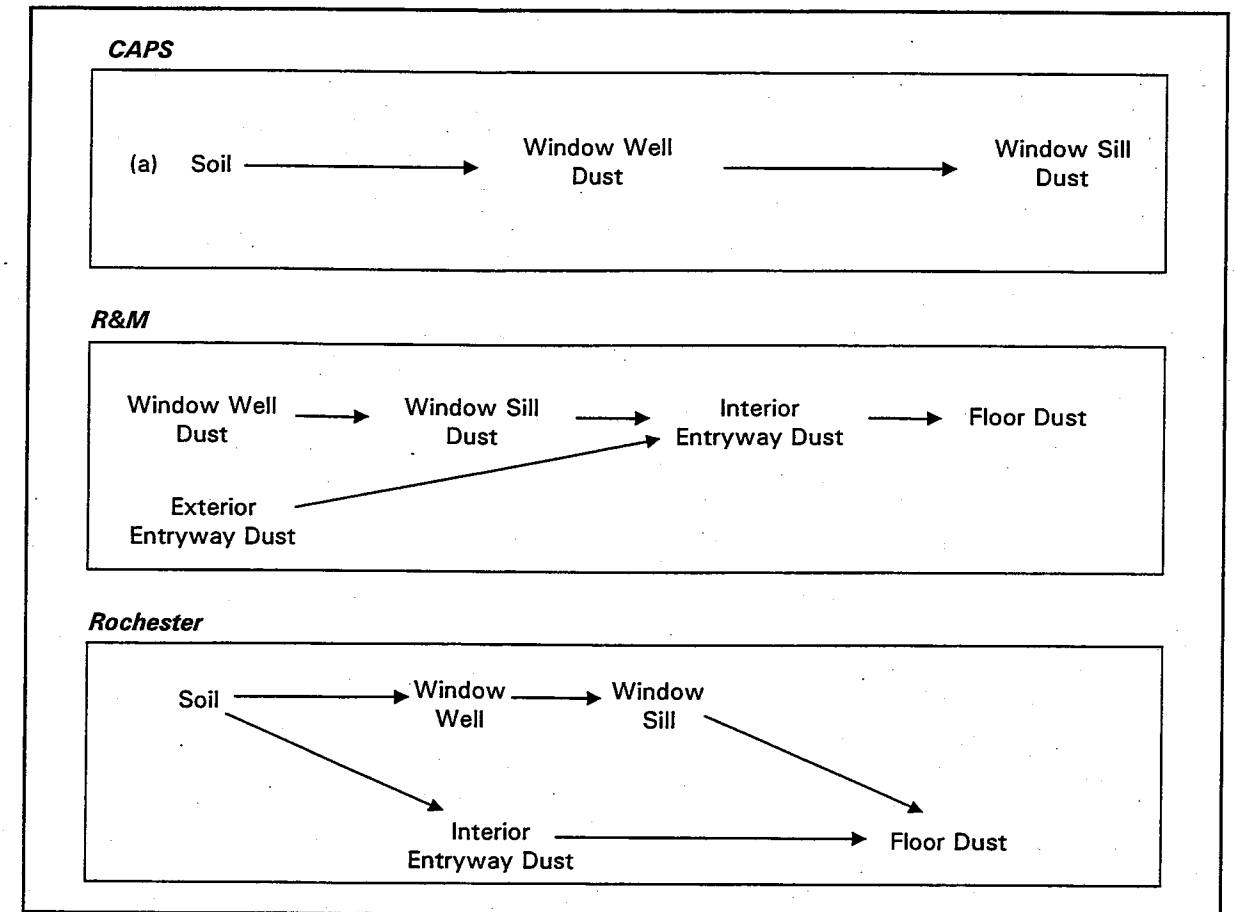 CAPS
(a) Soil
Window Well
Dust
Window Sill
Dust
R&M
Window Well
Dust
Window Sill
Dust
Interior
Entryway Dust
Floor Dust
Exterior
Entryway Dust
Rochester
Soil
Window
Well
Window
Sill
Interior
Entryway Dust
Floor Dust